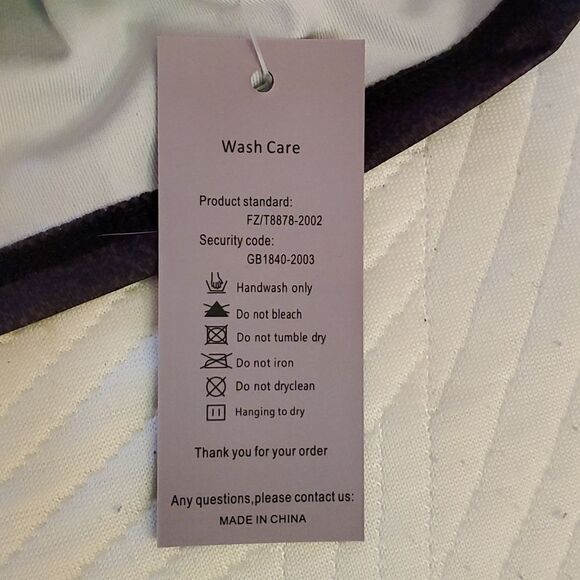 Wash Care
Product standard:
FZ/T8878-2002
Security code:
GB1840-2003
Handwash only
Do not bleach
Do not tumble dry
Do not iron
Do not dryclean
Hanging to dry
Thank you for your order
Any questions,please contact us:
MADE IN CHINA